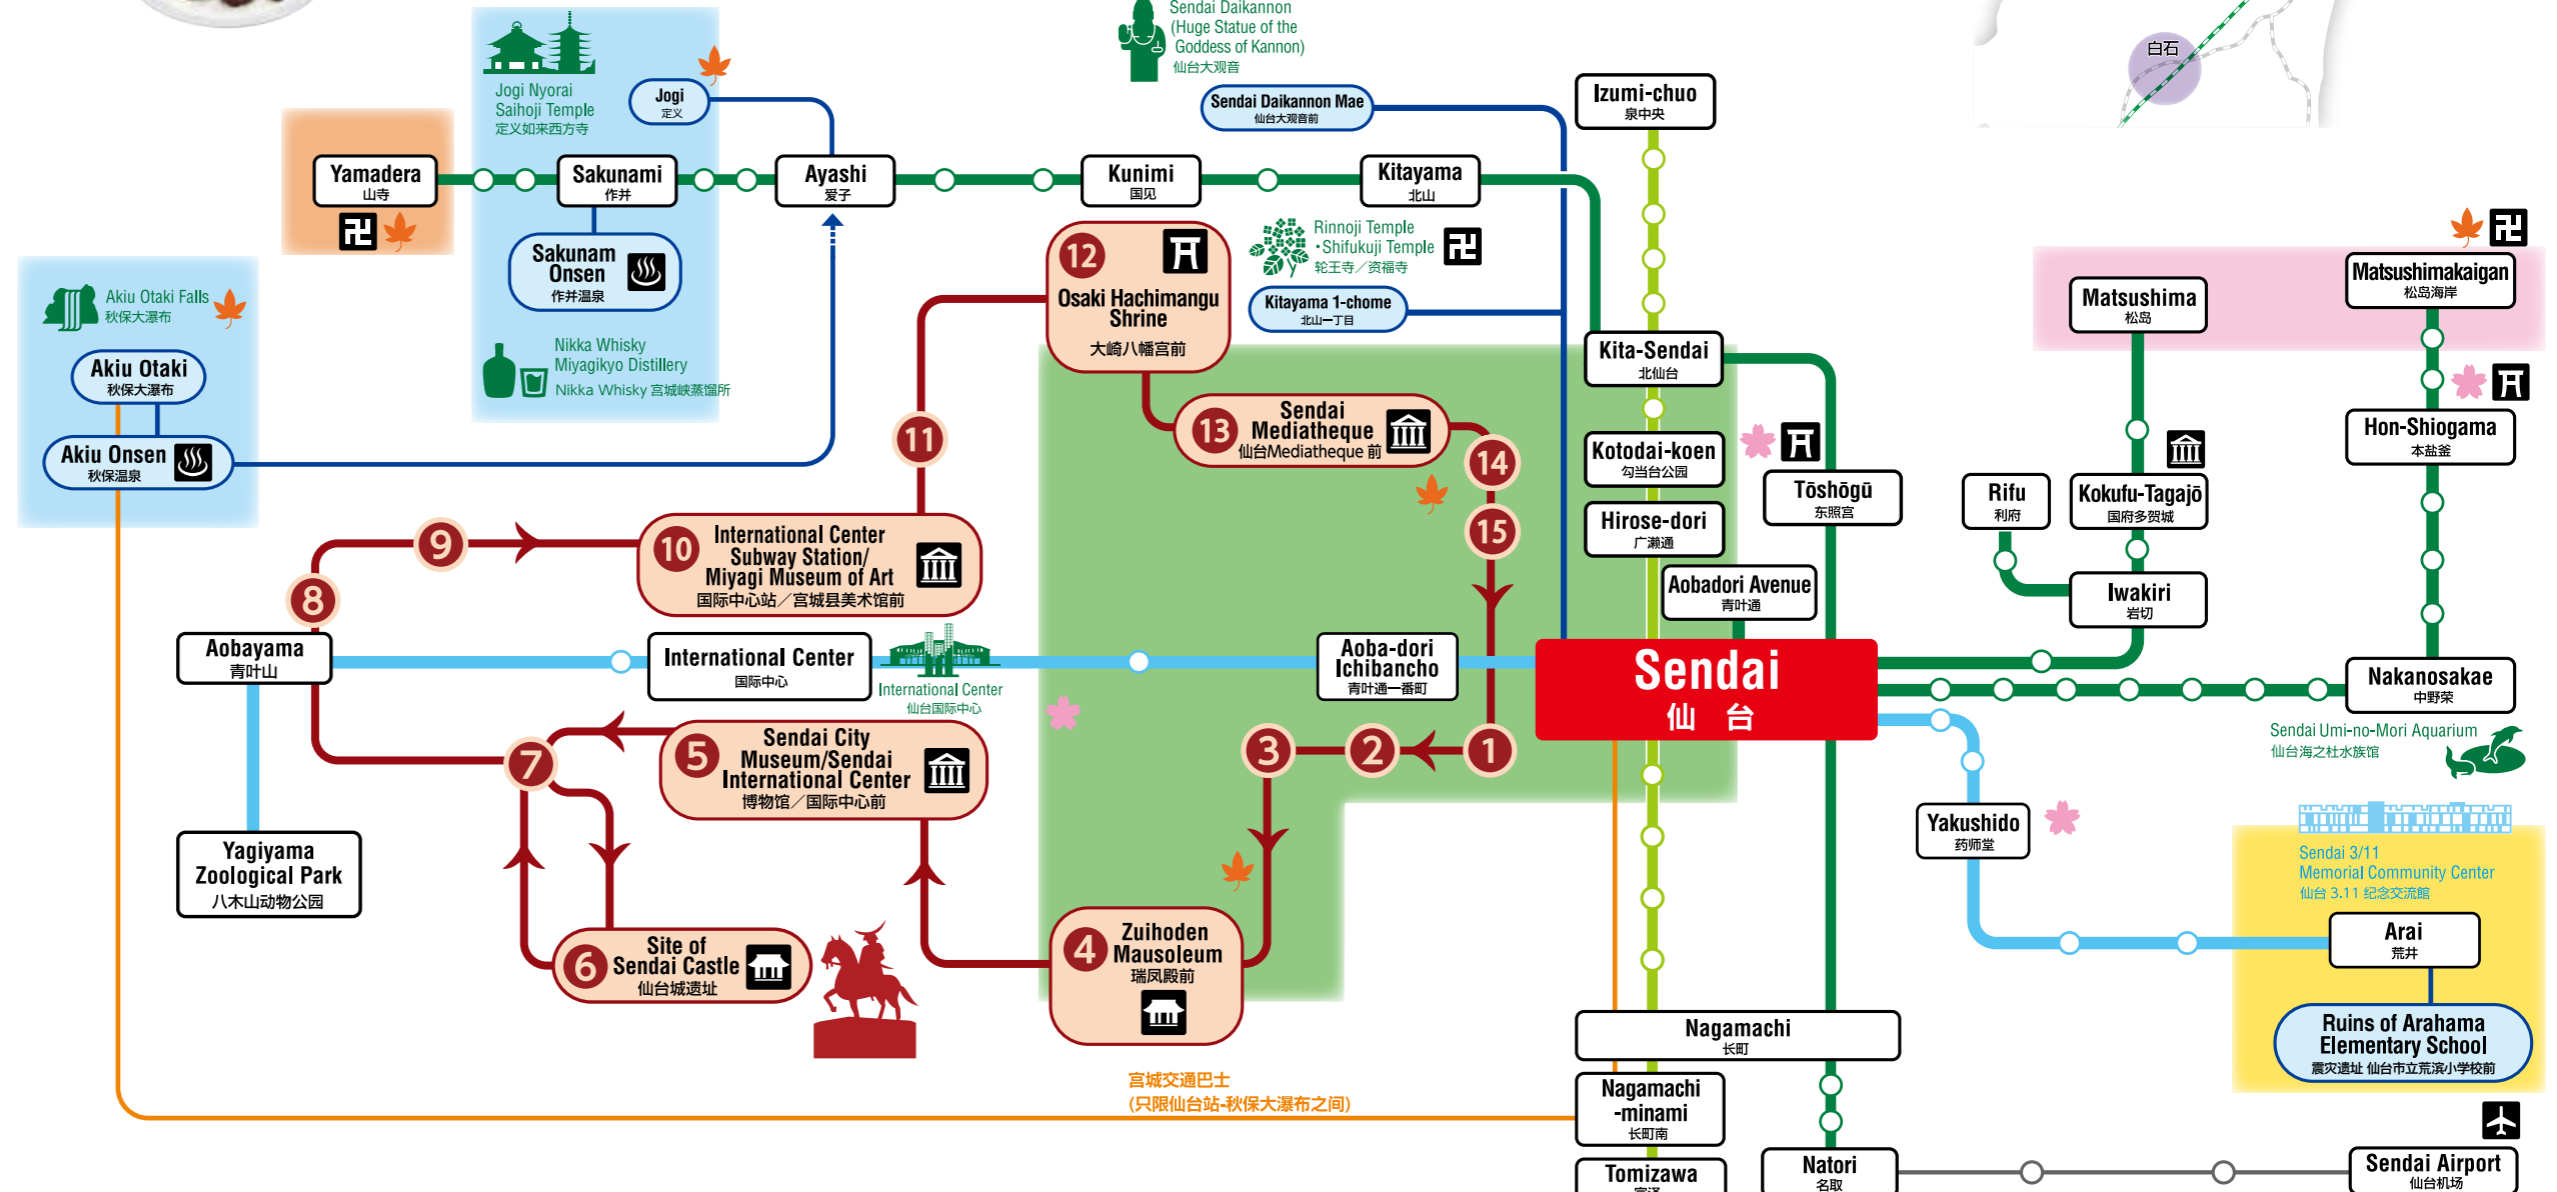 Sendai Daikannon
(Huge Statue of the
Goddess of Kannon)
仙台大观音
白石
Jogi Nyorai
Saihoji Temple
定义如来西方寺
Jogi
定义
Sendai Daikannon Mae
仙台大观音前
Izumi-chuo
泉中央
Yamadera
山寺
卍
Sakunami
作并
Ayashi
爱子
Kunimi
国见
Kitayama
北山
Sakunam
Onsen
作并温泉
12
Osaki Hachimangu
Shrine
大崎八幡宫前
Rinnoji Temple
・Shifukuji Temple
轮王寺／资福寺
卍
Kitayama 1-chome
北山一丁目
卍
Matsushima
松岛
Matsushimakaigan
松岛海岸
Akiu Otaki Falls
秋保大瀑布
Akiu Otaki
秋保大瀑布
Akiu Onsen
秋保温泉
Nikka Whisky
Miyagikyo Distillery
Nikka Whisky 宫城峡蒸馏所
11
13
Sendai
Mediatheque
仙台Mediatheque 前
14
15
Kita-Sendai
北仙台
Kotodai-koen
勾当台公园
Hirose-dori
广濑通
Aobadori Avenue
青叶通
Tōshōgū
东照宫
Rifu
利府
Kokufu-Tagajō
国府多贺城
Iwakiri
岩切
Hon-Shiogama
本盐釜
9
8
10
International Center
Subway Station/
Miyagi Museum of Art
国际中心站／宫城县美术馆前
Aobayama
青叶山
International Center
国际中心
International Center
仙台国际中心
Aoba-dori
Ichibancho
青叶通一番町
Sendai
仙台
Nakanosakae
中野荣
Sendai Umi-no-Mori Aquarium
仙台海之杜水族馆
7
5
Sendai City
Museum/Sendai
International Center
博物馆／国际中心前
3
2
1
Yagiyama
Zoological Park
八木山动物公园
6
Site of
Sendai Castle
仙台城遗址
4
Zuihoden
Mausoleum
瑞凤殿前
Yakushido
药师堂
Sendai 3/11
Memorial Community Center
仙台 3.11 纪念交流館
Arai
荒井
Ruins of Arahama
Elementary School
震灾遗址 仙台市立荒滨小学校前
Nagamachi
长町
宫城交通巴士
(只限仙台站-秋保大瀑布之间)
Nagamachi
-minami
长町南
Tomizawa
Natori
名取
Sendai Airport
仙台机场